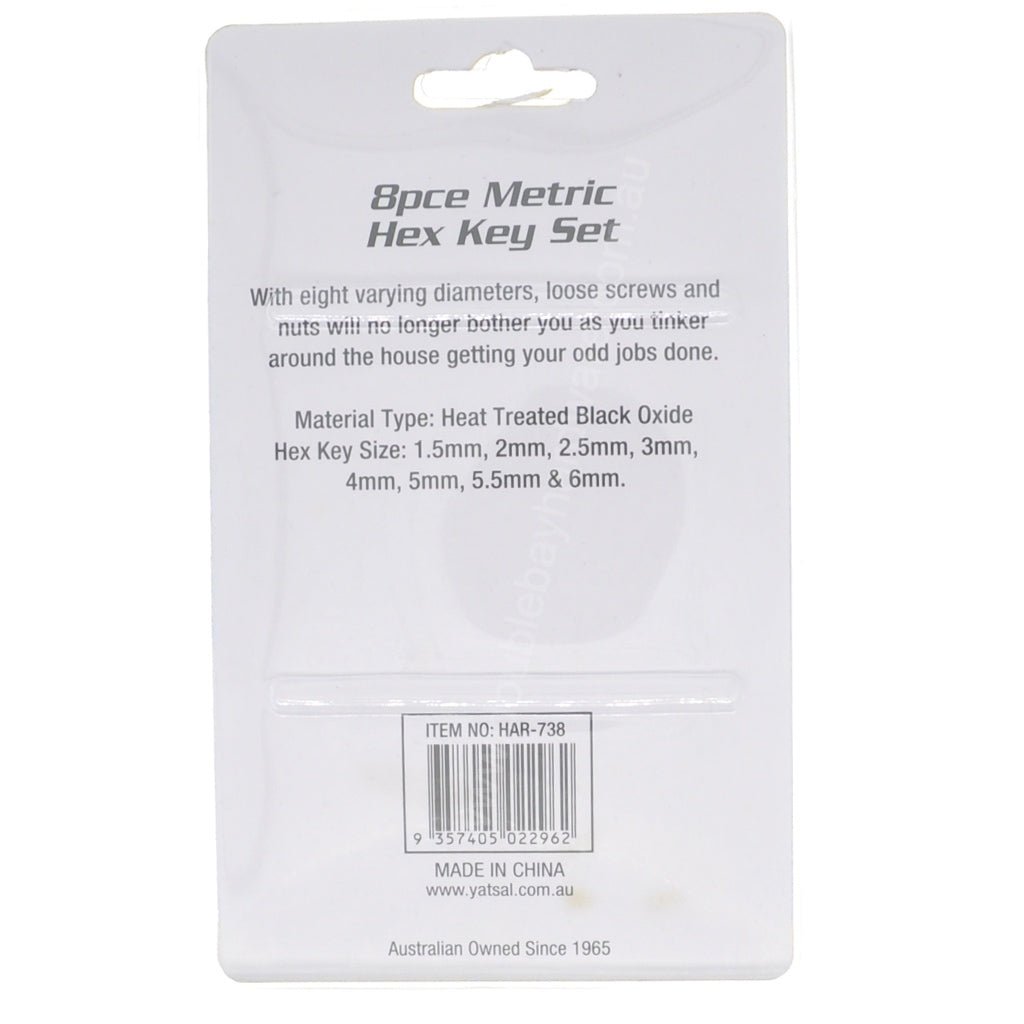 8pce Metric
Hex Key Set
With eight varying diameters, loose screws and
nuts will no longer bother you as you tinker
around the house getting your odd jobs done.
Material Type: Heat Treated Black Oxide
Hex Key Size: 1.5mm, 2mm, 2.5mm, 3mm,
4mm, 5mm, 5.5mm & 6mm.
ITEM NO: HAR-738
9 357405 022962
MADE IN CHINA
www.yatsal.com.au
Australian Owned Since 1965